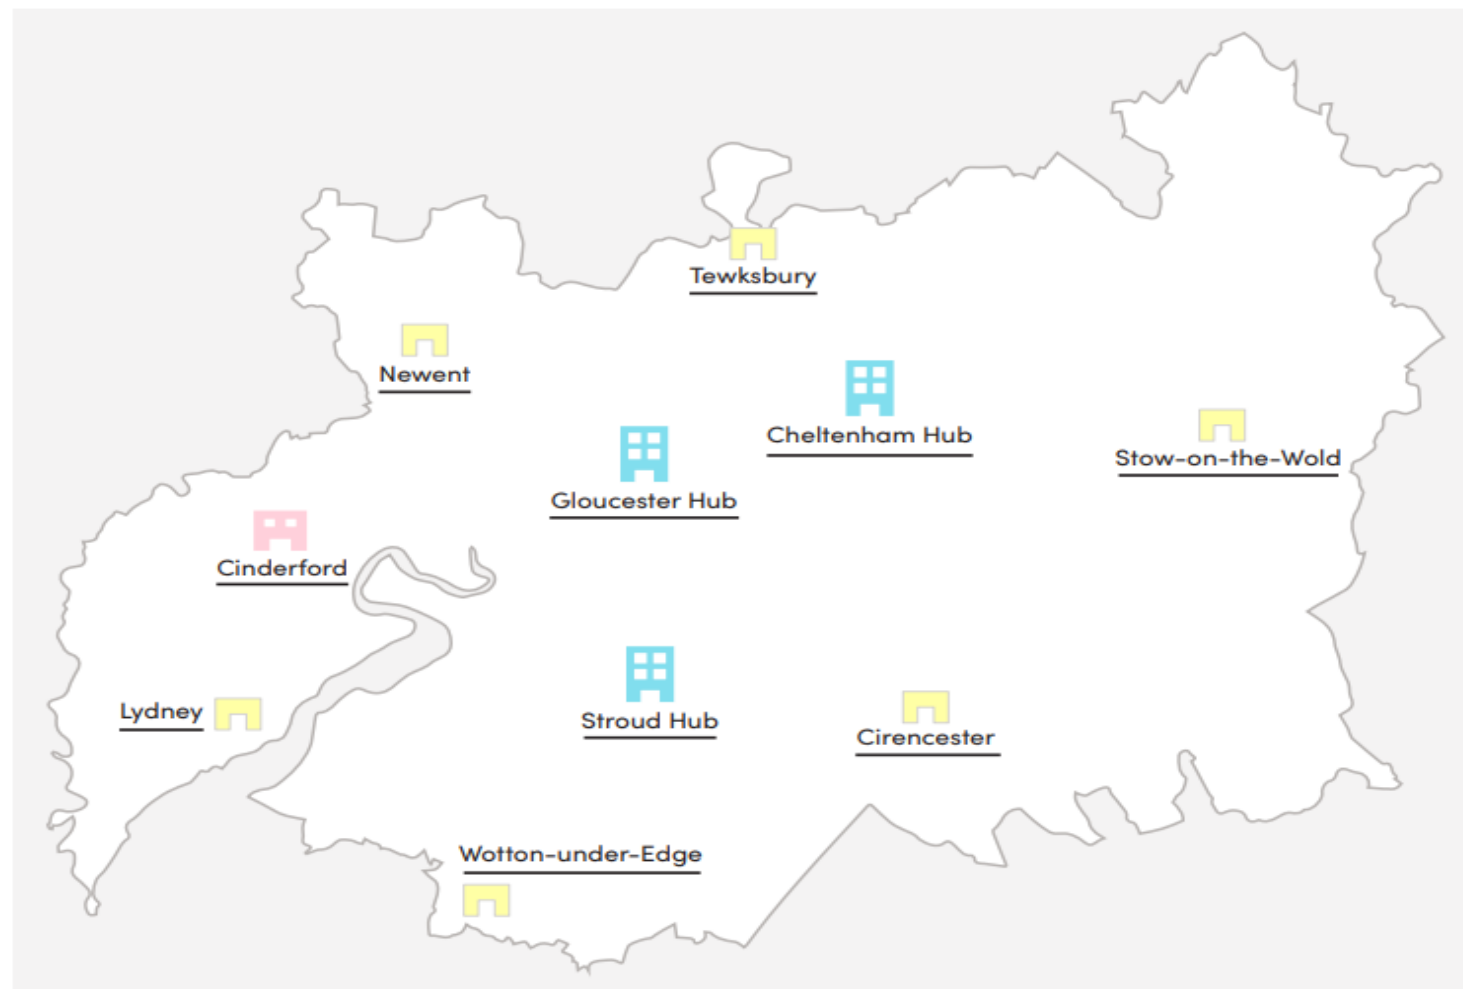 Tewksbury
Newent
Cheltenham Hub
Stow-on-the-Wold
Gloucester Hub
Cinderford
Lydney
Stroud Hub
Cirencester
Wotton-under-Edge